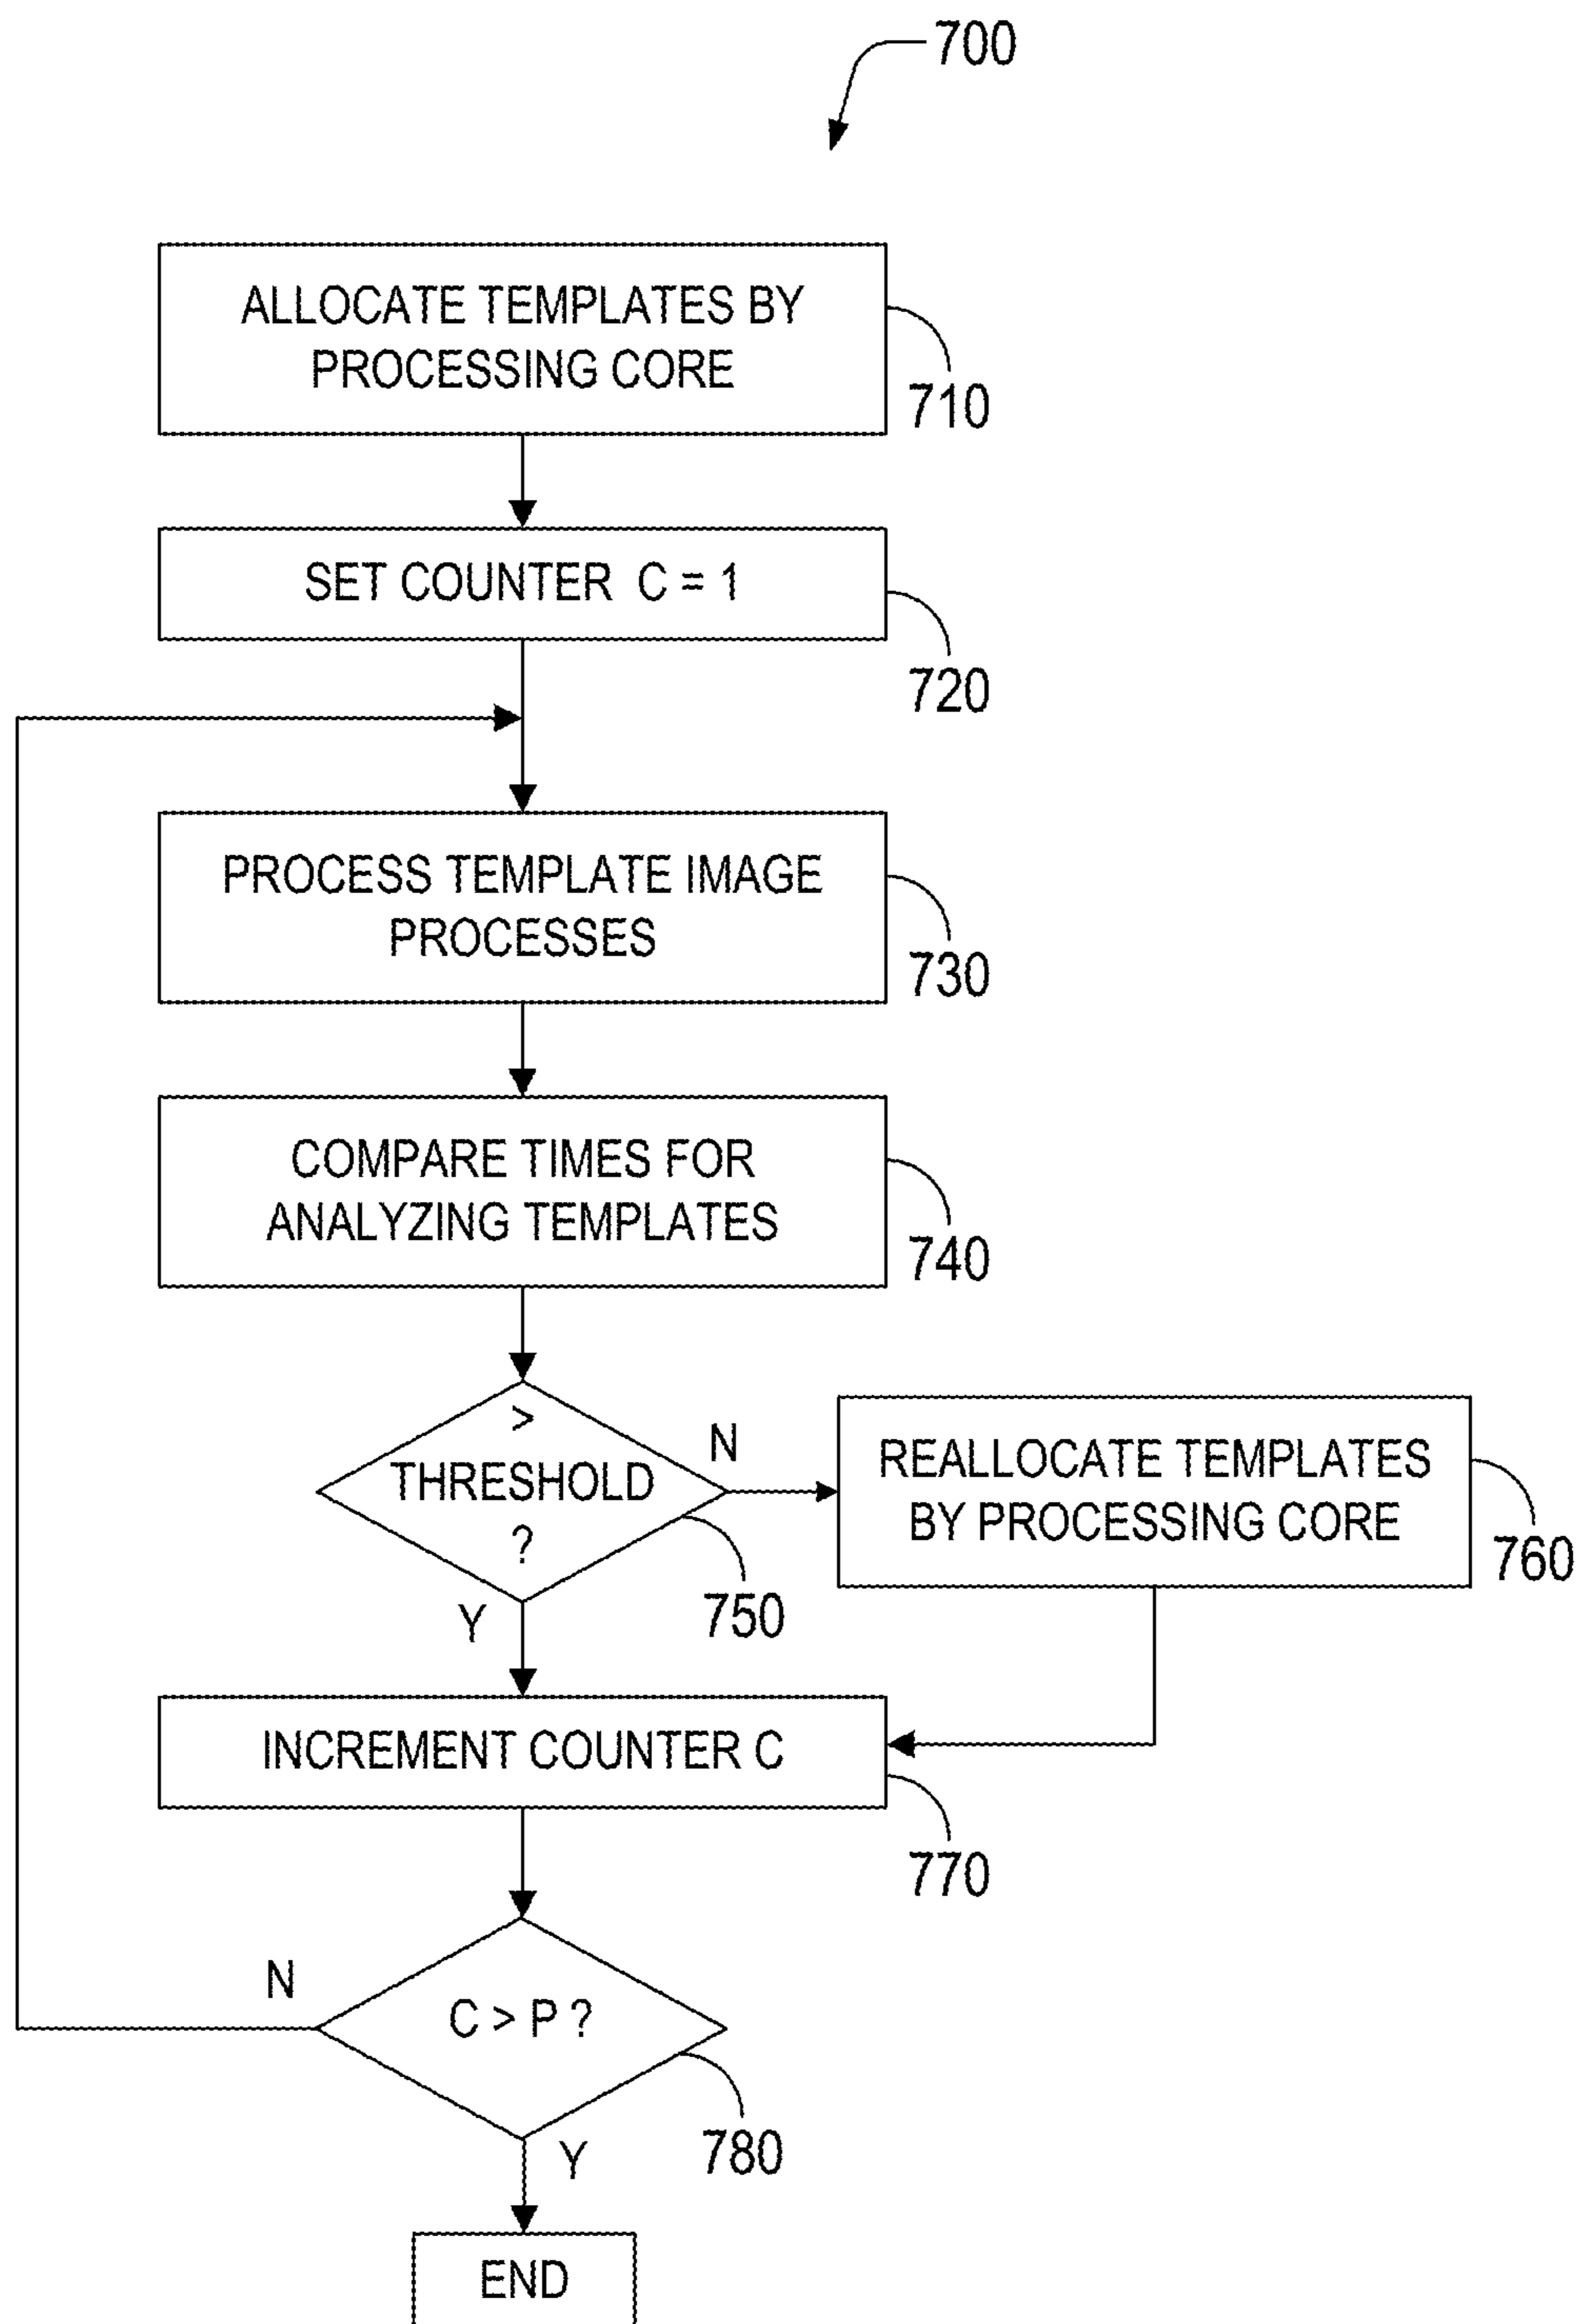 700
ALLOCATE TEMPLATES BY
PROCESSING CORE
710
SET COUNTER C = 1
720
PROCESS TEMPLATE IMAGE
PROCESSES
730
COMPARE TIMES FOR
ANALYZING TEMPLATES
740
>
THRESHOLD
?
N
750
Y
REALLOCATE TEMPLATES
BY PROCESSING CORE
760
INCREMENT COUNTER C
770
N
C > P ?
780
Y
END